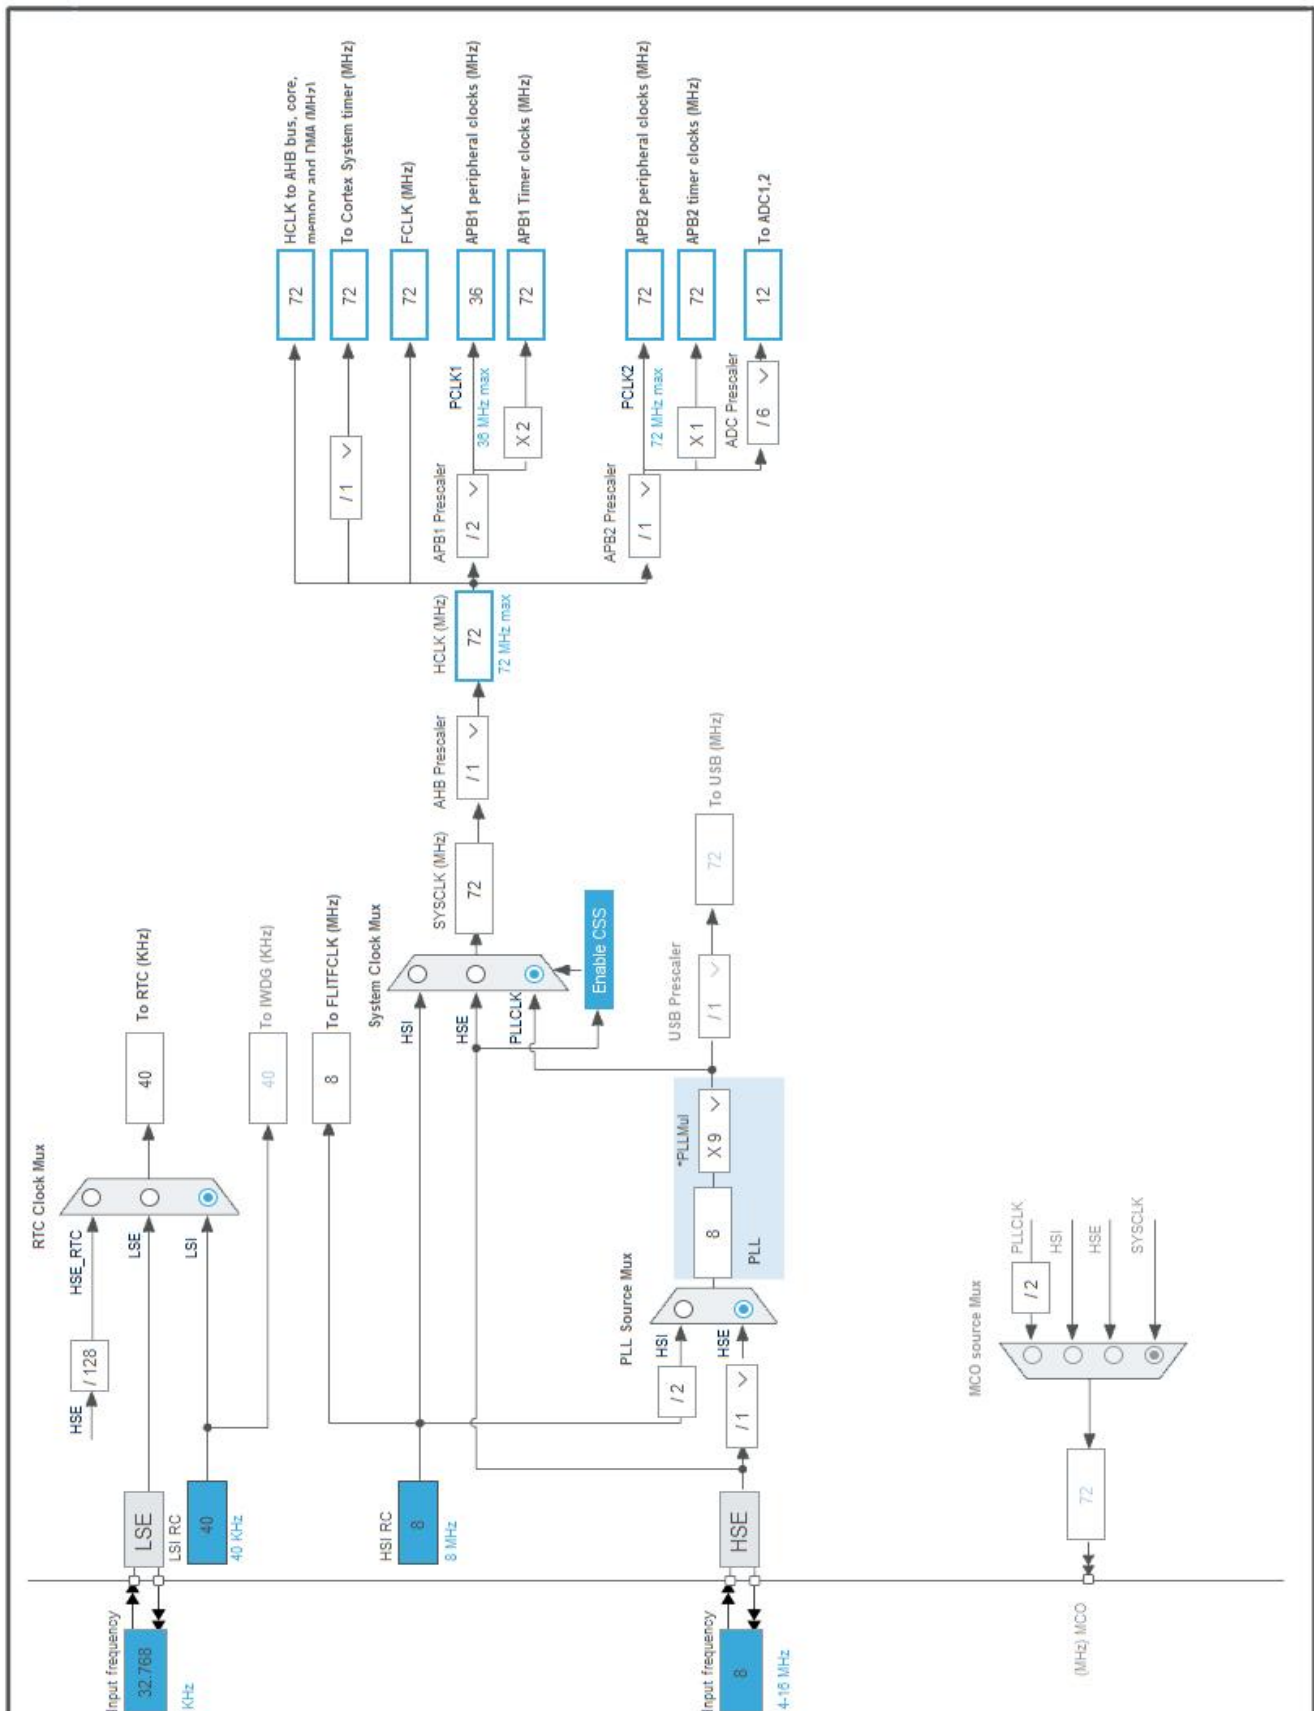 RTC Clock Mux
HSE
/ 128
HSE_RTC
To RTC (KHz)
40
LSE
LSI
Input frequency
32.768
KHz
LSE
LSI RC
40
40 KHz
40
To IWDG (KHz)
8
To FLITFCLK (MHz)
HSI RC
8
8 MHz
System Clock Mux
HSI
HSE
PLLCLK
Enable CSS
SYSCLK (MHz)
72
AHB Prescaler
/ 1
HCLK (MHz)
72
72 MHz max
72
HCLK to AHB bus, core,
memory and DMA (MHz)
/ 1
72
To Cortex System timer (MHz)
72
FCLK (MHz)
APB1 Prescaler
/ 2
PCLK1
36 MHz max
36
APB1 peripheral clocks (MHz)
X 2
72
APB1 Timer clocks (MHz)
APB2 Prescaler
/ 1
PCLK2
72 MHz max
72
APB2 peripheral clocks (MHz)
X 1
72
APB2 timer clocks (MHz)
ADC Prescaler
/ 6
12
To ADC1,2
PLL Source Mux
HSI
/ 2
HSE
/ 1
8
*PLLMul
X 9
PLL
USB Prescaler
/ 1
72
To USB (MHz)
Input frequency
8
4-16 MHz
HSE
MCO source Mux
PLLCLK
/ 2
HSI
HSE
SYSCLK
72
(MHz) MCO